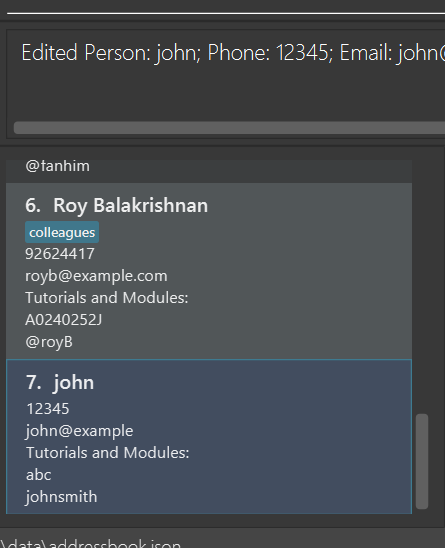 Edited Person: john; Phone: 12345; Email: john@
@fanhim
6. Roy Balakrishnan
colleagues
92624417
royb@example.com
Tutorials and Modules:
A0240252J
@royB
7. john
12345
john@example
Tutorials and Modules:
abc
johnsmith
\data\addressbook.json